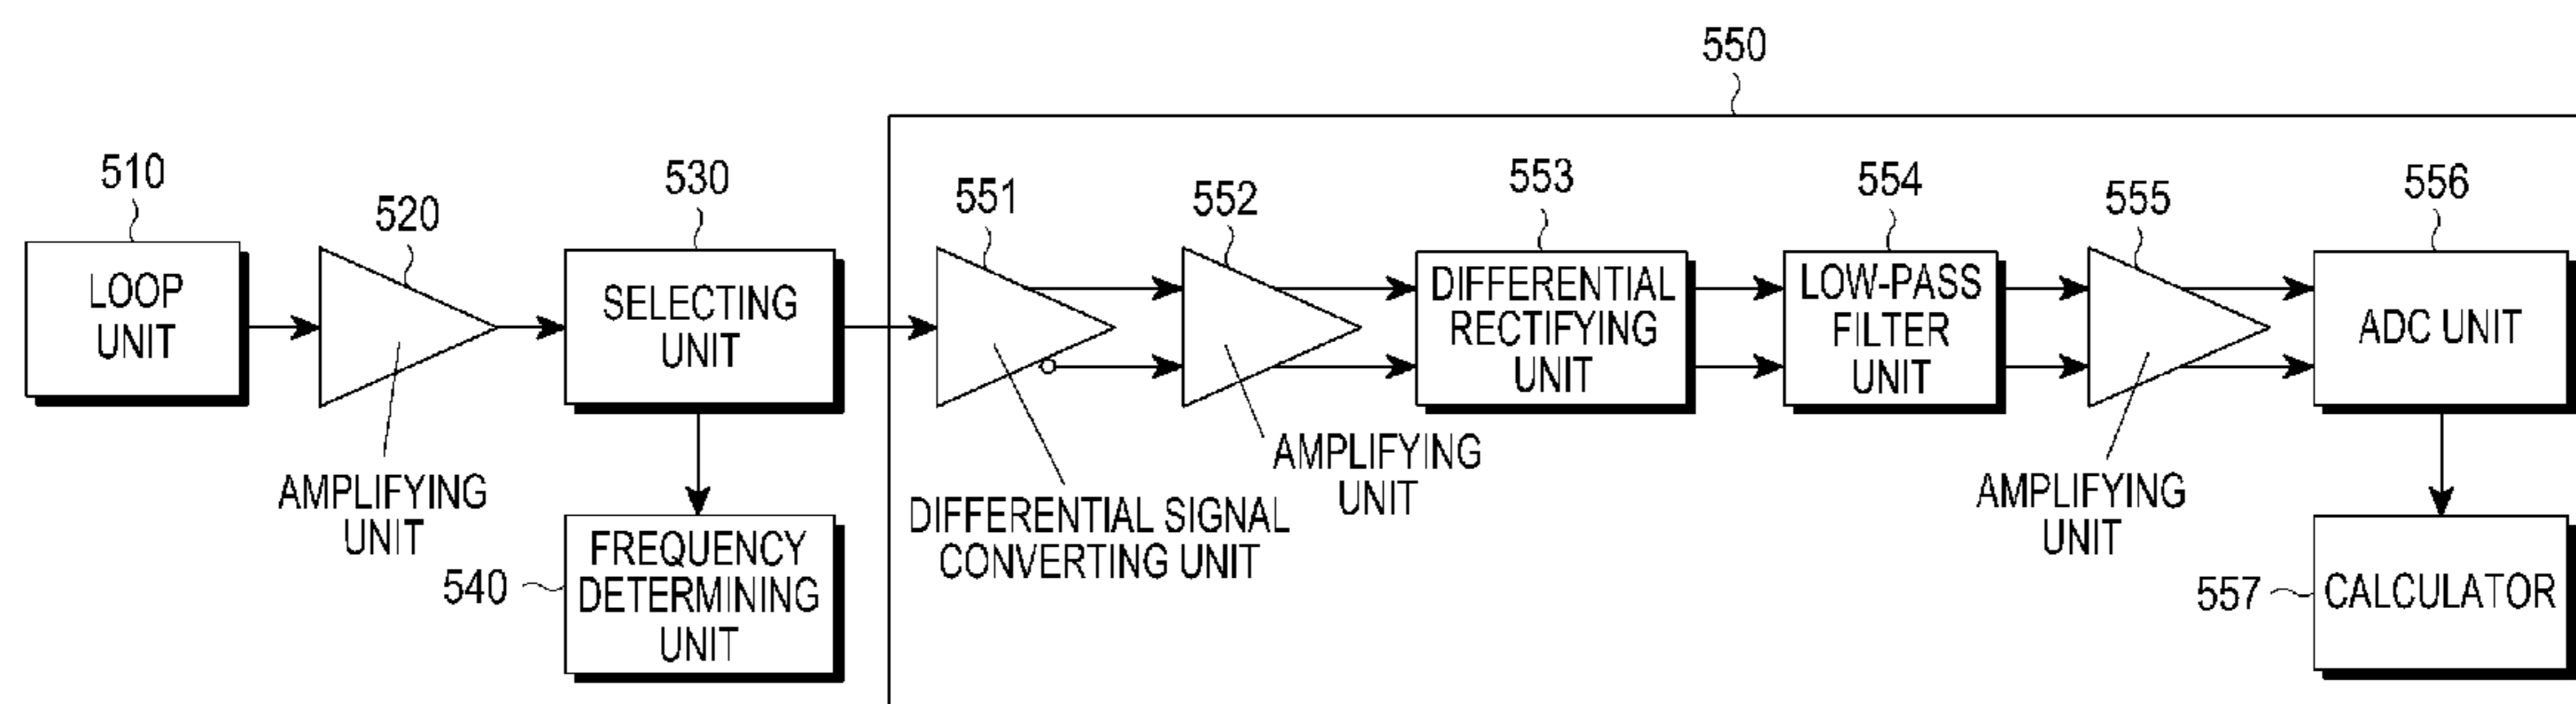 550
510
LOOP
UNIT
520
AMPLIFYING
UNIT
530
SELECTING
UNIT
540
FREQUENCY
DETERMINING
UNIT
551
DIFFERENTIAL SIGNAL
CONVERTING UNIT
552
AMPLIFYING
UNIT
553
DIFFERENTIAL
RECTIFYING
UNIT
554
LOW-PASS
FILTER
UNIT
555
AMPLIFYING
UNIT
556
ADC UNIT
557
CALCULATOR